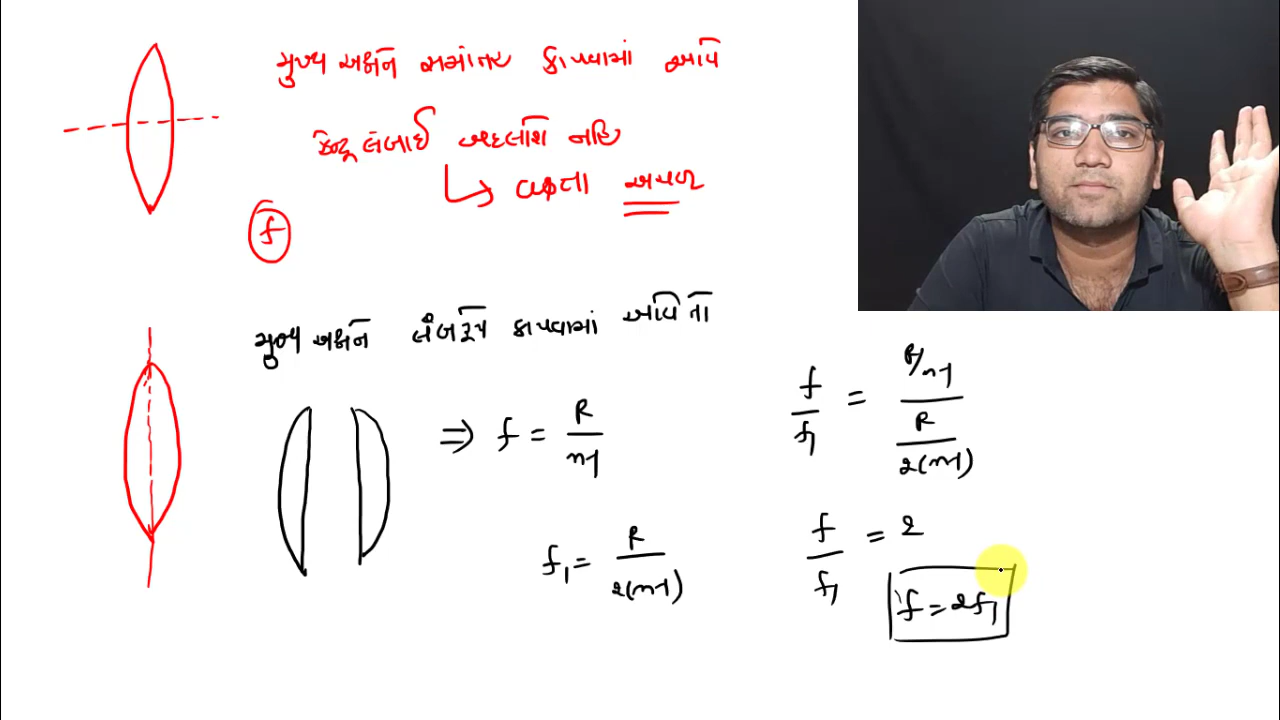 મુખ્ય અક્ષને સમાંતર કાપવામાં આવે
કેન્દ્ર લંબાઈ બદલાશે નહિ
↳ વક્રતા અચળ
f
મુખ્ય અક્ષને લંબરૂપે કાપવામાં આવે તો
⇒ f = R/n-1
f₁ = R/2(n-1)
f/f₁ = (R/n-1)/(R/2(n-1))
f/f₁ = 2
f = 2f₁